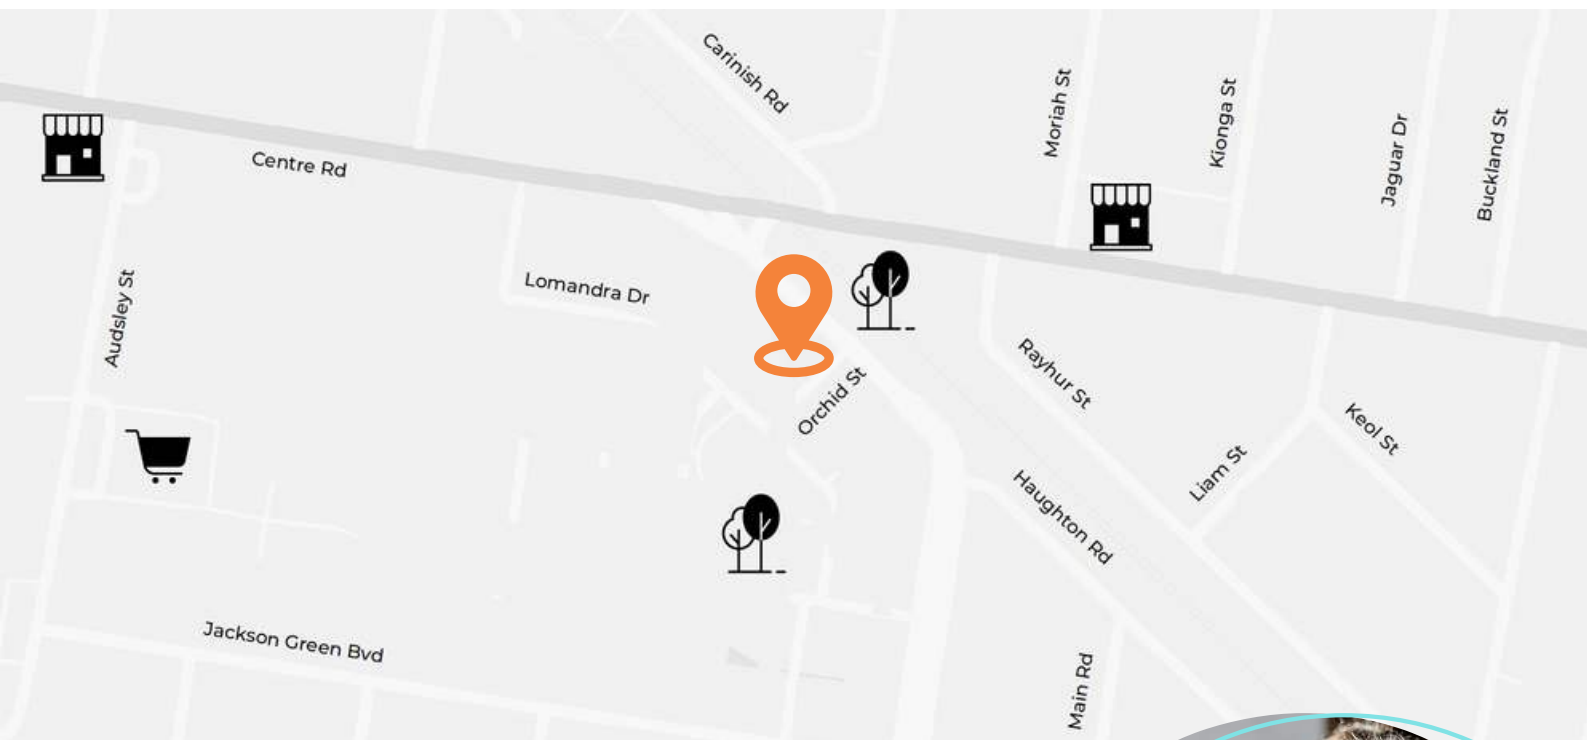 Carinish Rd
Moriah St
Kionga St
Jaguar Dr
Buckland St
Centre Rd
Audsley St
Lomandra Dr
Orchid St
Rayhur St
Keol St
Liam St
Haughton Rd
Jackson Green Bvd
Main Rd